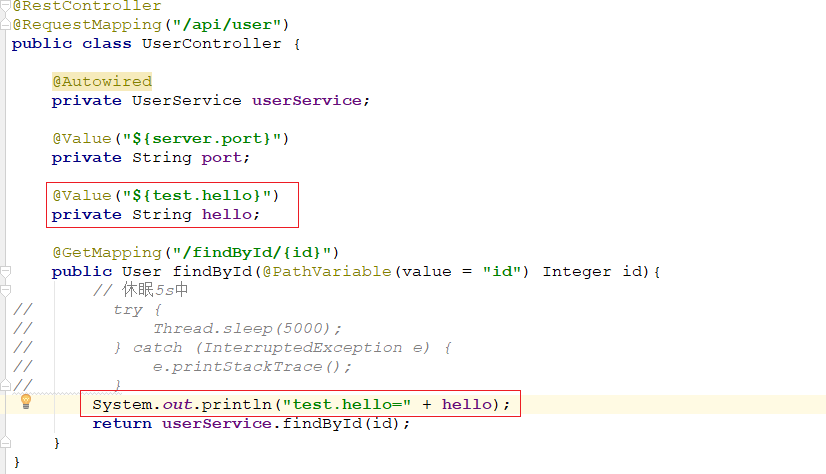 @RestController
@RequestMapping("/api/user")
public class UserController {
@Autowired
private UserService userService;
@Value("${server.port}")
private String port;
@Value("${test.hello}")
private String hello;
@GetMapping("/findById/{id}")
public User findById(@PathVariable(value = "id") Integer id){
// 休眠5s中
// try {
// Thread.sleep(5000);
// } catch (InterruptedException e) {
// e.printStackTrace();
// }
System.out.println("test.hello=" + hello);
return userService.findById(id);
}
}